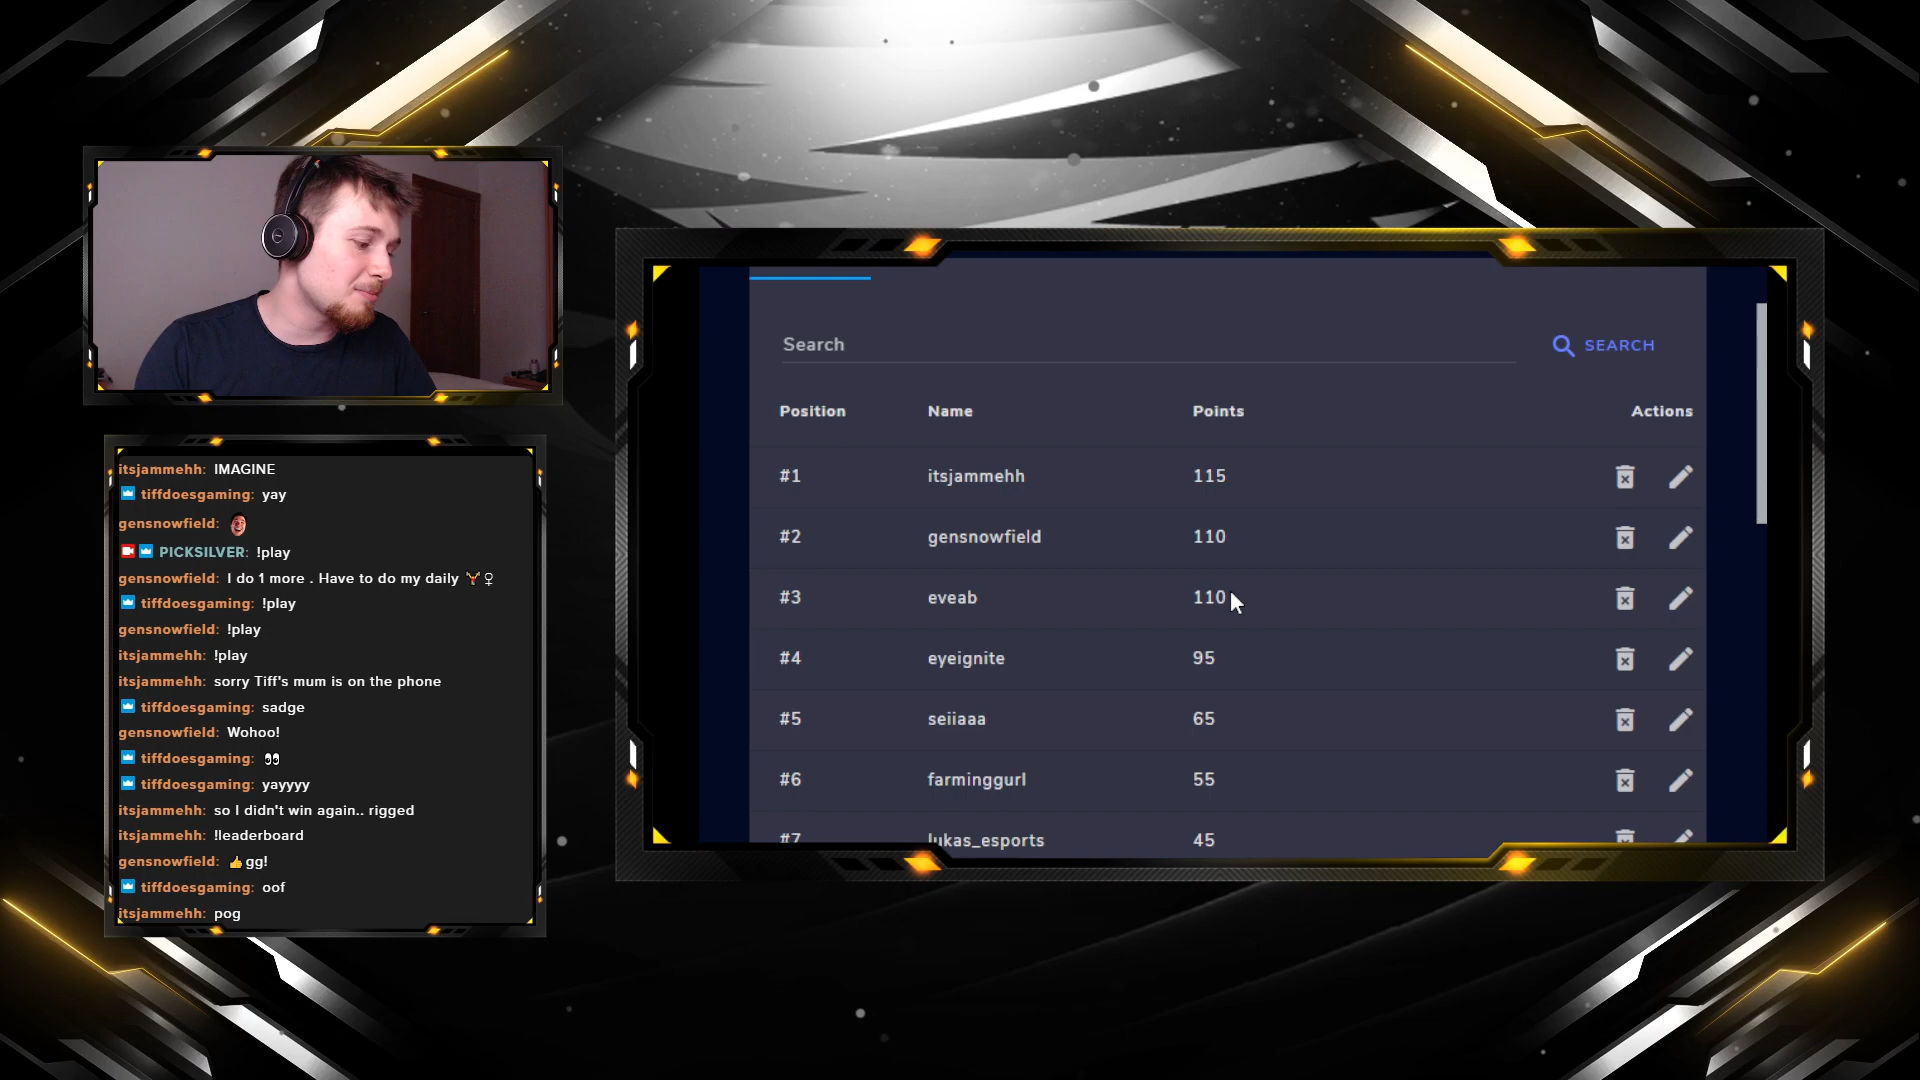 itsjammehh: IMAGINE
tiffdoesgaming: yay
gensnowfield:
PICKSILVER: !play
gensnowfield: I do 1 more . Have to do my daily 🏋️‍♀
tiffdoesgaming: !play
gensnowfield: !play
itsjammehh: !play
itsjammehh: sorry Tiff's mum is on the phone
tiffdoesgaming: sadge
gensnowfield: Wohoo!
tiffdoesgaming: 👀
tiffdoesgaming: yayyyy
itsjammehh: so I didn't win again.. rigged
itsjammehh: !leaderboard
gensnowfield: 👍gg!
tiffdoesgaming: oof
itsjammehh: pog
Search SEARCH
Position Name Points Actions
#1 itsjammehh 115
#2 gensnowfield 110
#3 eveab 110
#4 eyeignite 95
#5 seiiaaa 65
#6 farminggurl 55
#7 lukas_esports 45